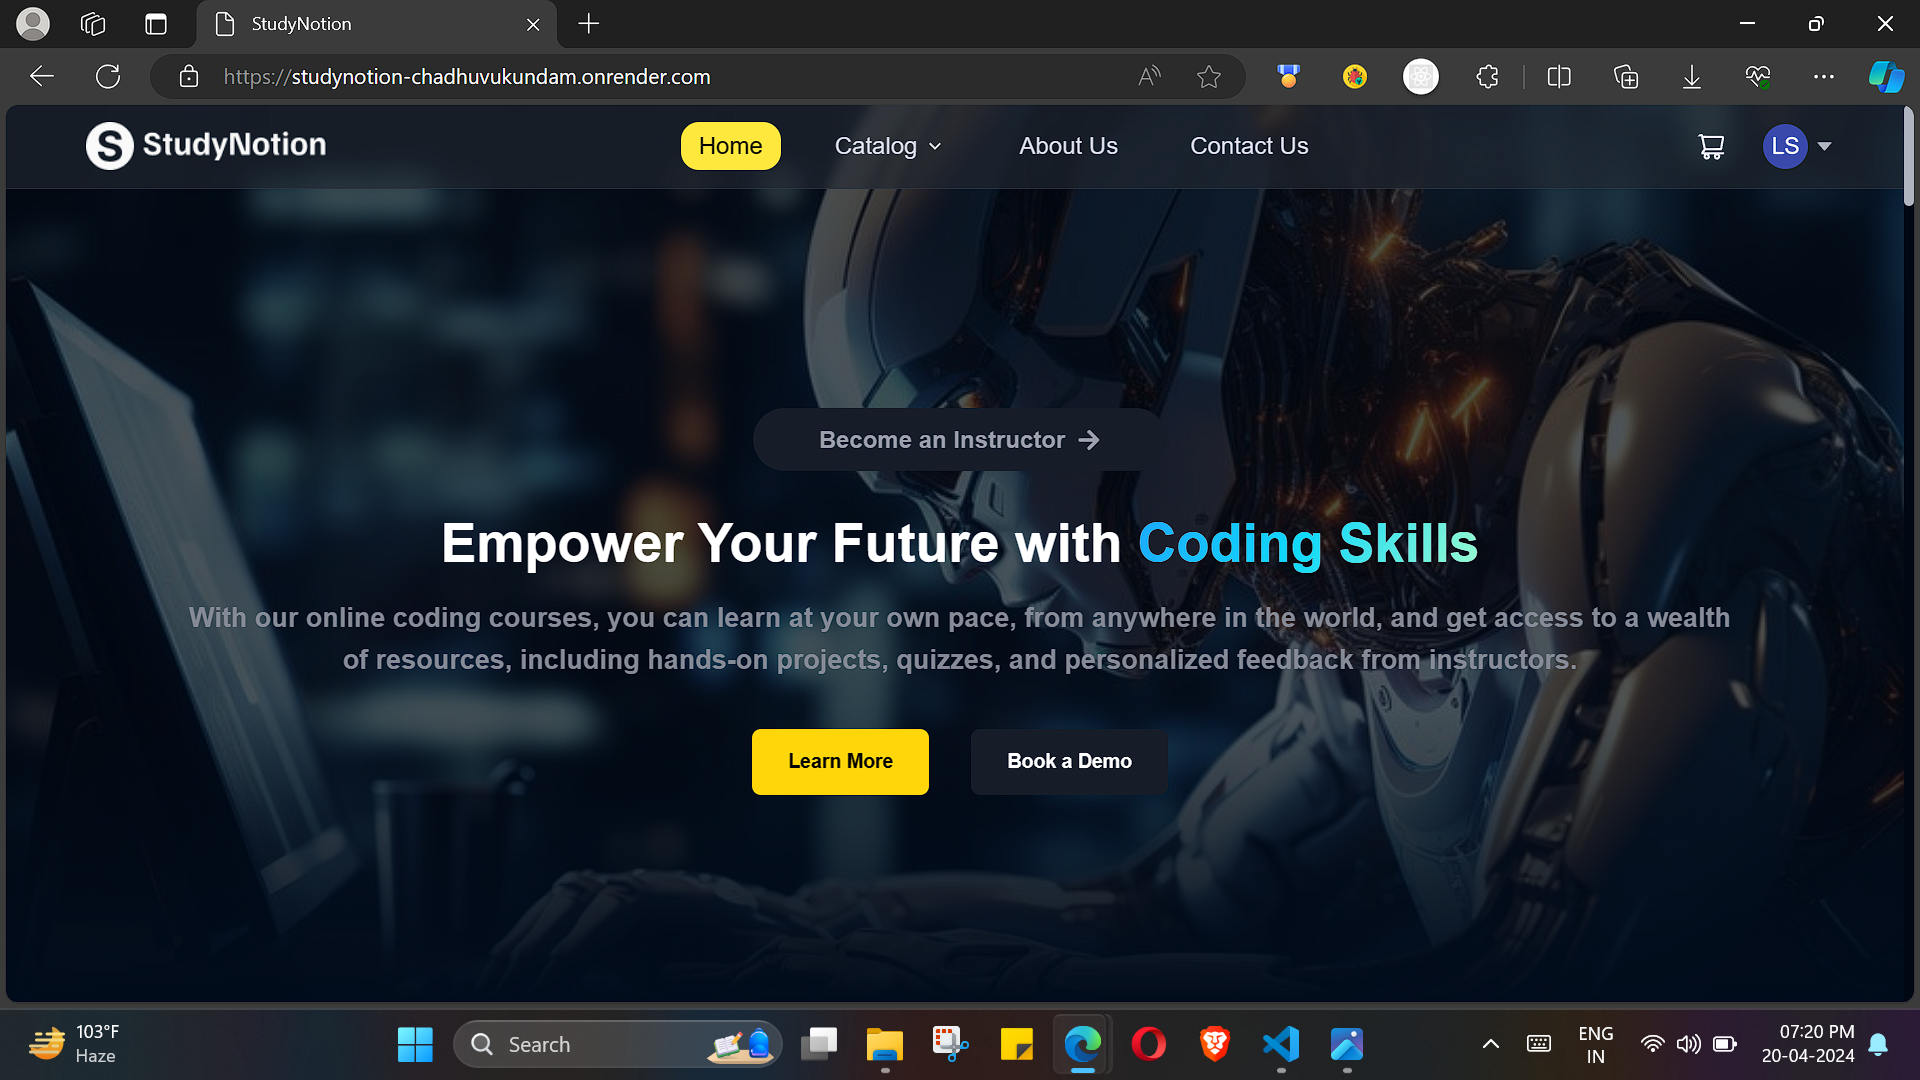 StudyNotion
https://studynotion-chadhuvukundam.onrender.com
A
S StudyNotion
Home
Catalog
About Us
Contact Us
LS
Become an Instructor →
Empower Your Future with Coding Skills
With our online coding courses, you can learn at your own pace, from anywhere in the world, and get access to a wealth
of resources, including hands-on projects, quizzes, and personalized feedback from instructors.
Learn More
Book a Demo
103°F
Haze
Search
ENG
IN
07:20 PM
20-04-2024